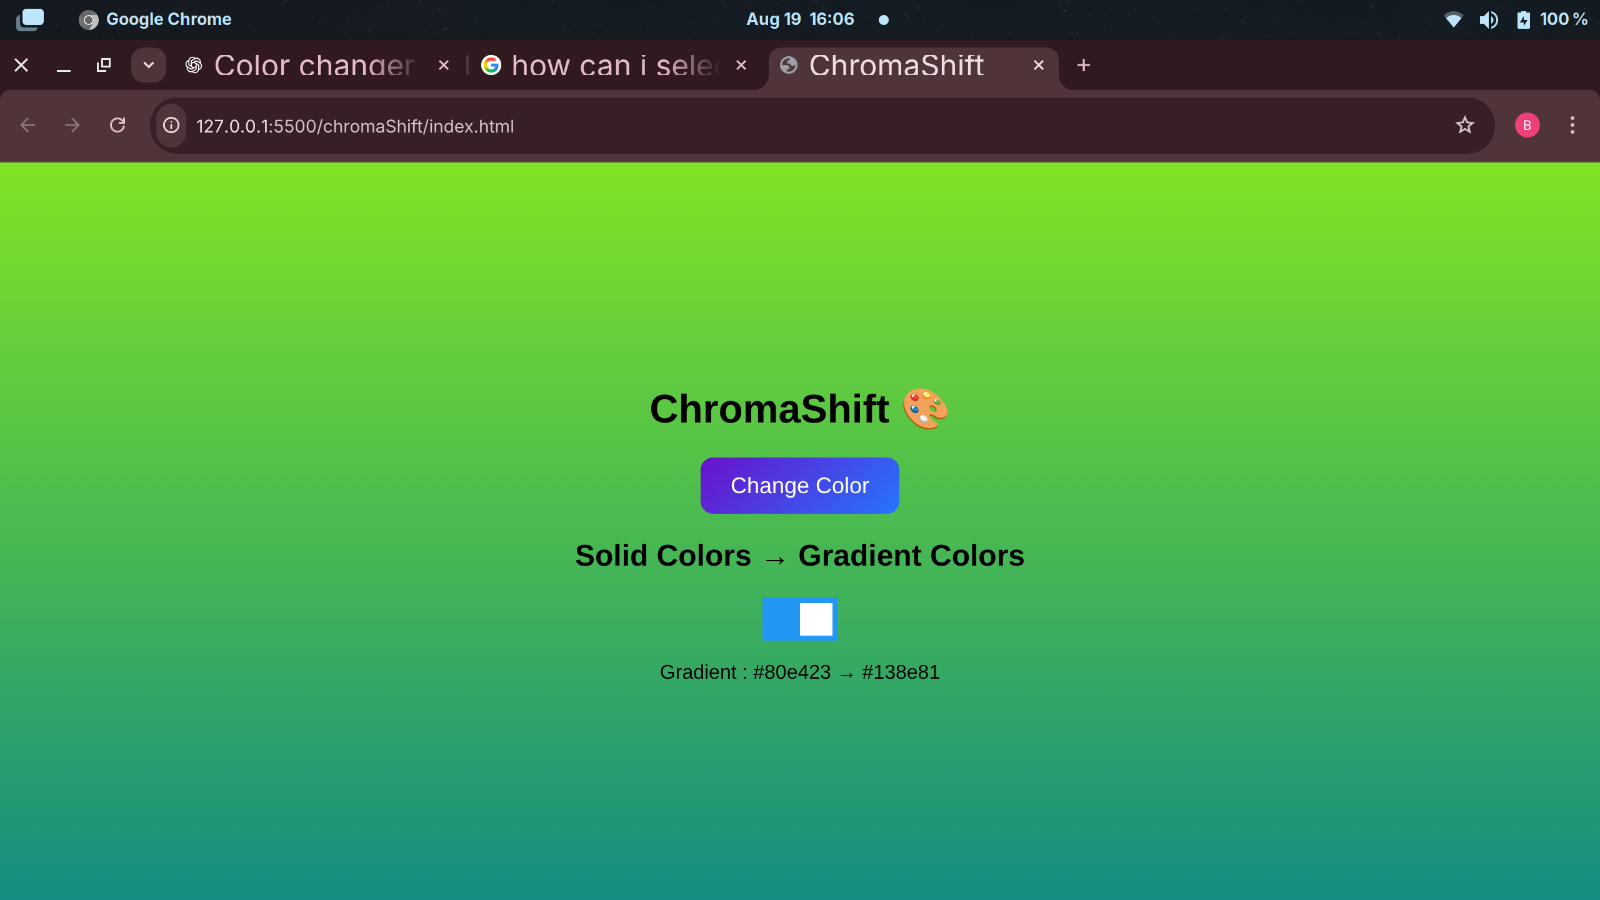 Google Chrome
Aug 19 16:06
100 %
Color changer
how can i selec
ChromaShift
127.0.0.1:5500/chromaShift/index.html
B
ChromaShift 🎨
Change Color
Solid Colors → Gradient Colors
Gradient : #80e423 → #138e81